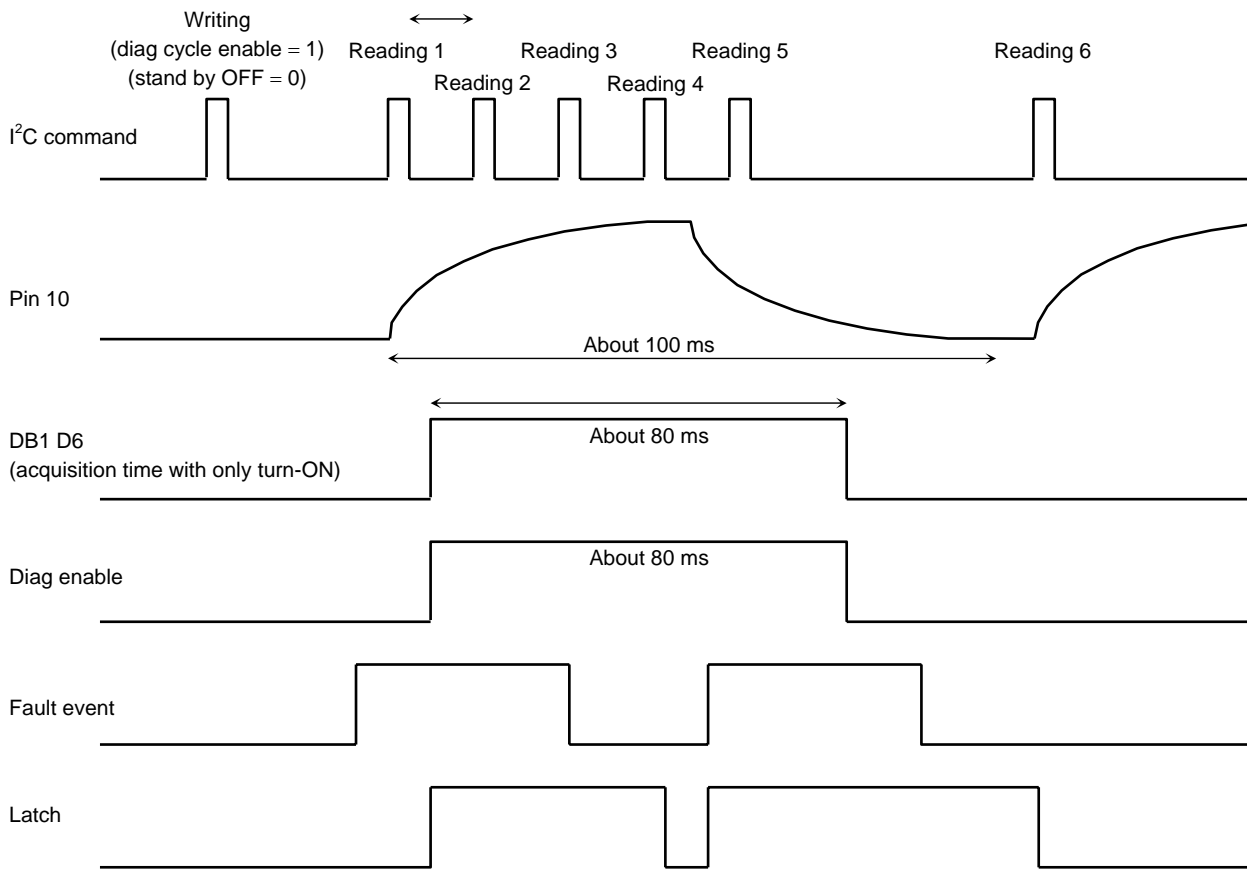 Writing
(diag cycle enable = 1)
(stand by OFF = 0)
Reading 1
Reading 3
Reading 5
Reading 6
Reading 2
Reading 4
I²C command
Pin 10
About 100 ms
DB1 D6
(acquisition time with only turn-ON)
About 80 ms
Diag enable
About 80 ms
Fault event
Latch